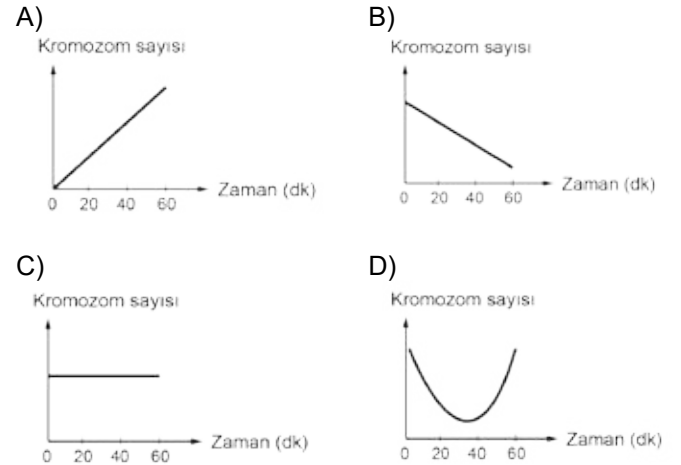 A)
Kromozom sayısı
0 20 40 60
Zaman (dk)
B)
Kromozom sayısı
0 20 40 60
Zaman (dk)
C)
Kromozom sayısı
0 20 40 60
Zaman (dk)
D)
Kromozom sayısı
0 20 40 60
Zaman (dk)